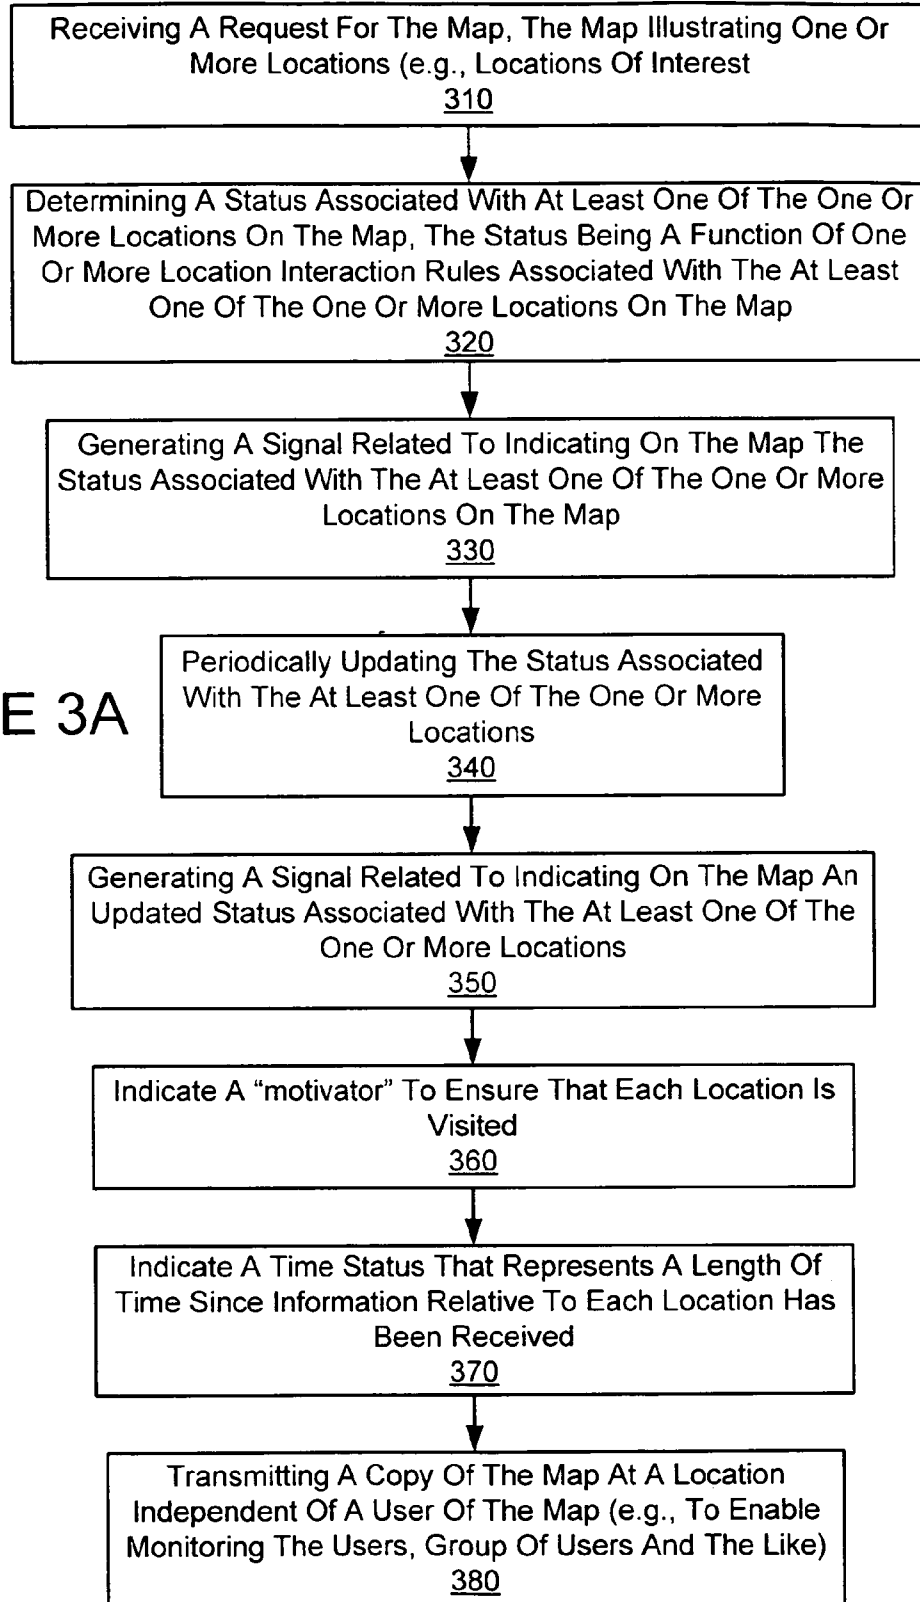 Receiving A Request For The Map, The Map Illustrating One Or
More Locations (e.g., Locations Of Interest
310
Determining A Status Associated With At Least One Of The One Or
More Locations On The Map, The Status Being A Function Of One
Or More Location Interaction Rules Associated With The At Least
One Of The One Or More Locations On The Map
320
Generating A Signal Related To Indicating On The Map The
Status Associated With The At Least One Of The One Or More
Locations On The Map
330
E 3A
Periodically Updating The Status Associated
With The At Least One Of The One Or More
Locations
340
Generating A Signal Related To Indicating On The Map An
Updated Status Associated With The At Least One Of The
One Or More Locations
350
Indicate A “motivator” To Ensure That Each Location Is
Visited
360
Indicate A Time Status That Represents A Length Of
Time Since Information Relative To Each Location Has
Been Received
370
Transmitting A Copy Of The Map At A Location
Independent Of A User Of The Map (e.g., To Enable
Monitoring The Users, Group Of Users And The Like)
380